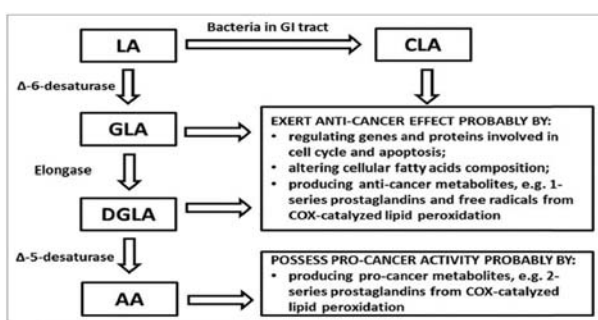 Bacteria in GI tract
LA
CLA
Δ-6-desaturase
GLA
EXERT ANTI-CANCER EFFECT PROBABLY BY:
• regulating genes and proteins involved in
cell cycle and apoptosis;
• altering cellular fatty acids composition;
• producing anti-cancer metabolites, e.g. 1-
series prostaglandins and free radicals from
COX-catalyzed lipid peroxidation
Elongase
DGLA
Δ-5-desaturase
POSSESS PRO-CANCER ACTIVITY PROBABLY BY:
• producing pro-cancer metabolites, e.g. 2-
series prostaglandins from COX-catalyzed
lipid peroxidation
AA